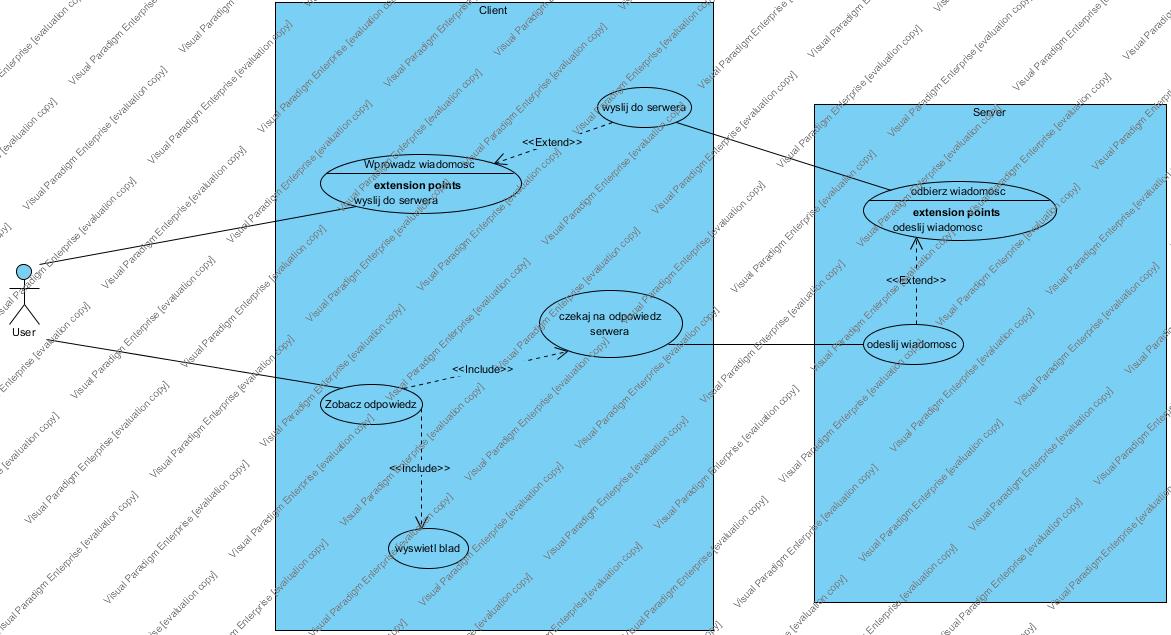 Client
wyslij do serwera
<<Extend>>
Wprowadz wiadomosc
extension points
wyslij do serwera
Server
odbierz wiadomosc
extension points
odeslij wiadomosc
<<Extend>>
odeslij wiadomosc
User
czekaj na odpowiedz
serwera
<<Include>>
Zobacz odpowiedz
<<Include>>
wyswietl blad
Visual Paradigm Enterprise [evaluation copy]